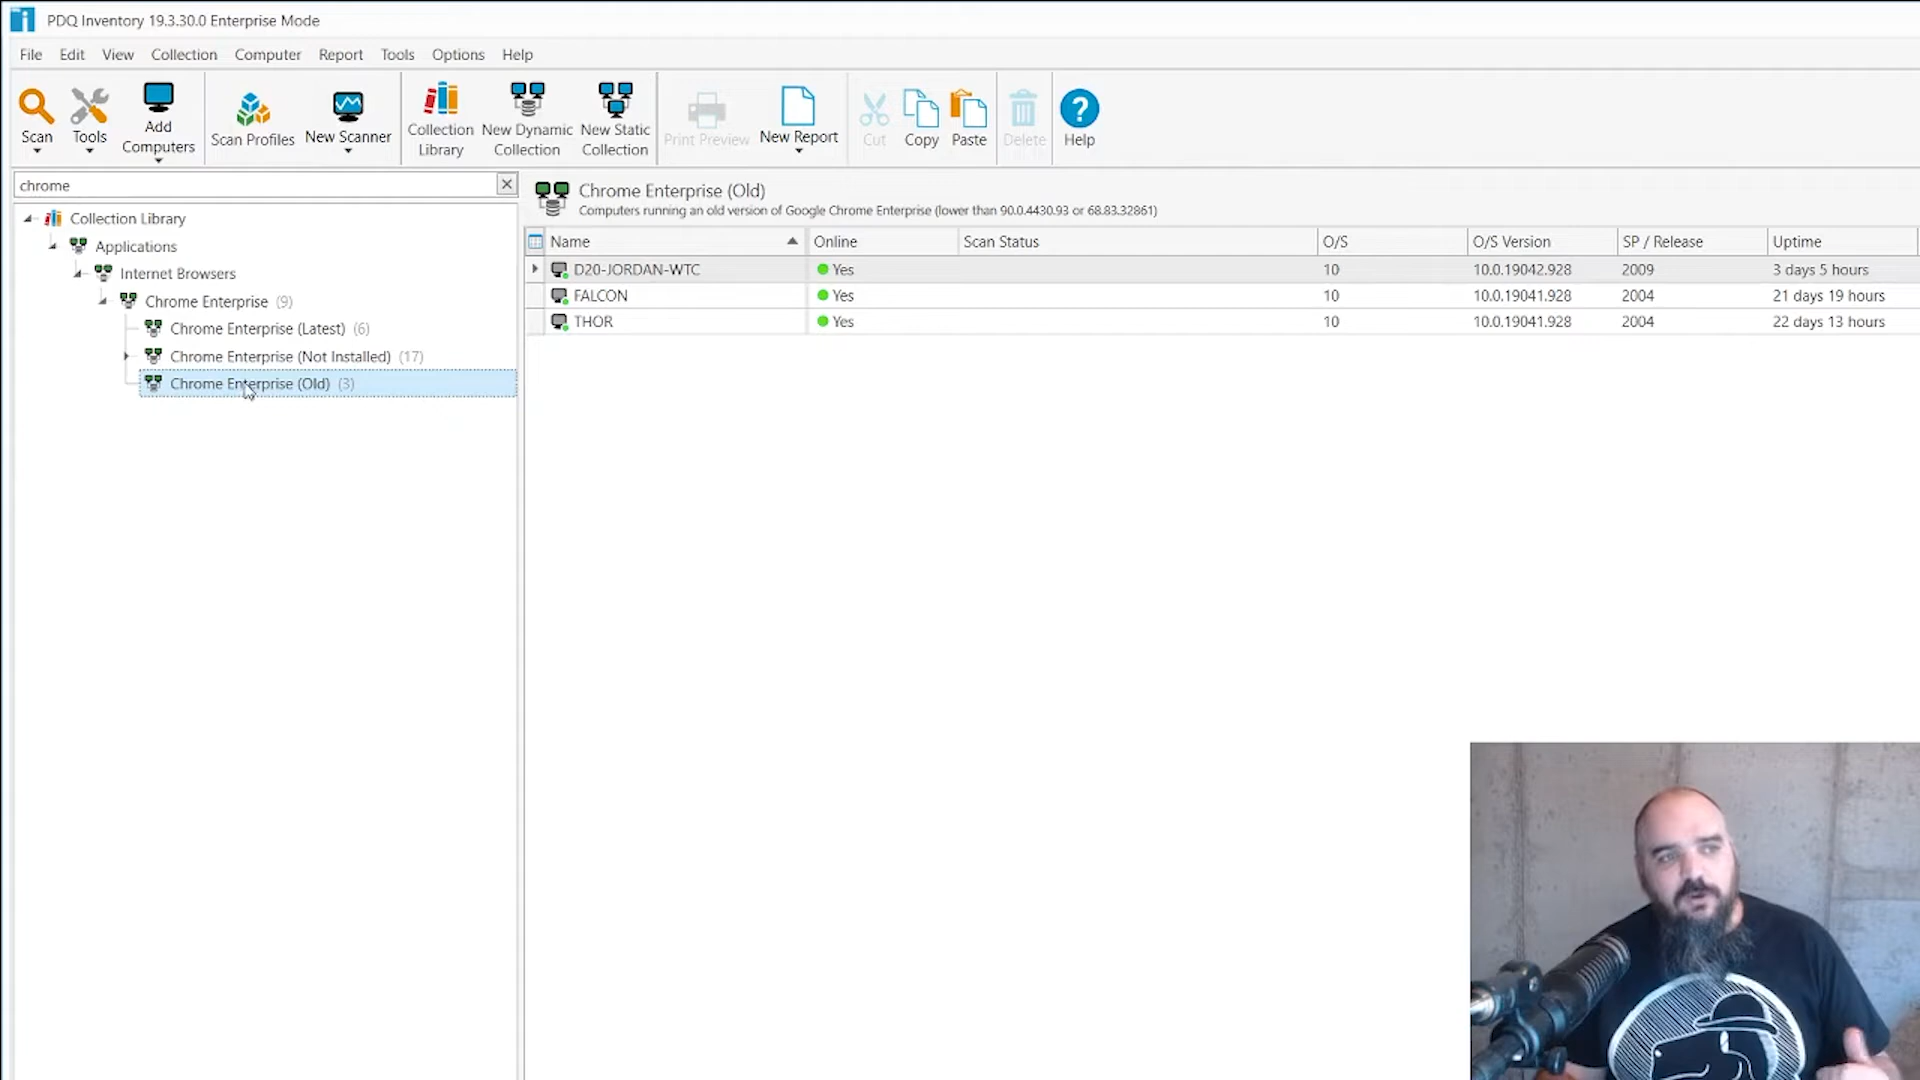 PDQ Inventory 19.3.30.0 Enterprise Mode
File Edit View Collection Computer Report Tools Options Help
Scan Tools Add Computers Scan Profiles New Scanner Collection Library New Dynamic Collection New Static Collection Print Preview New Report Cut Copy Paste Delete Help
chrome
Chrome Enterprise (Old)
Computers running an old version of Google Chrome Enterprise (lower than 90.0.4430.93 or 68.83.32861)
Collection Library
Applications
Internet Browsers
Chrome Enterprise (9)
Chrome Enterprise (Latest) (6)
Chrome Enterprise (Not Installed) (17)
Chrome Enterprise (Old) (3)
Name Online Scan Status O/S O/S Version SP / Release Uptime
D20-JORDAN-WTC Yes 10 10.0.19042.928 2009 3 days 5 hours
FALCON Yes 10 10.0.19041.928 2004 21 days 19 hours
THOR Yes 10 10.0.19041.928 2004 22 days 13 hours